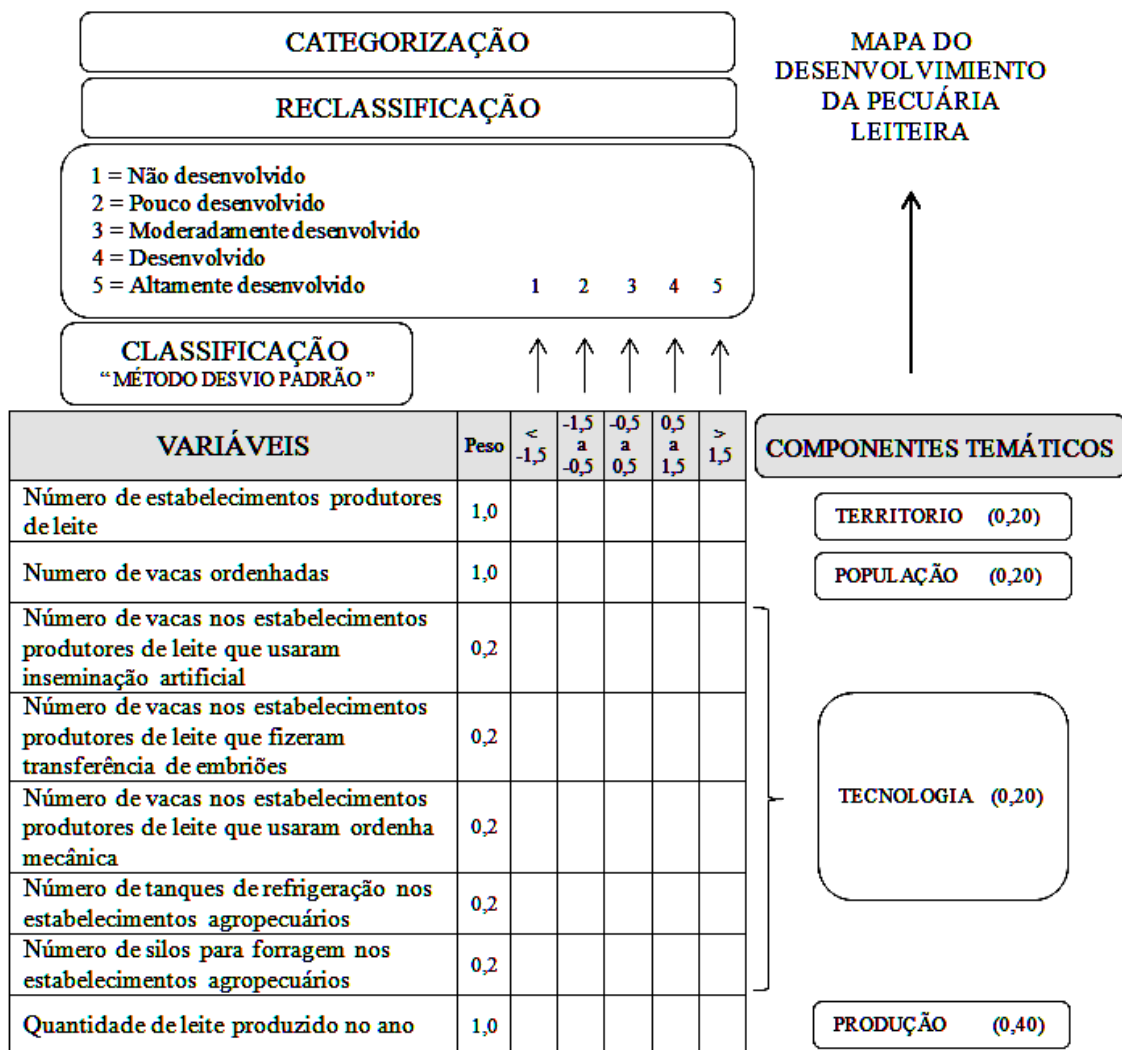 CATEGORIZAÇÃO
RECLASSIFICAÇÃO
1 = Não desenvolvido
2 = Pouco desenvolvido
3 = Moderadamente desenvolvido
4 = Desenvolvido
5 = Altamente desenvolvido
1 2 3 4 5
MAPA DO
DESENVOLVIMIENTO
DA PECUÁRIA
LEITEIRA
CLASSIFICAÇÃO
“MÉTODO DESVIO PADRÃO”
VARIÁVEIS
Peso
<
-1,5
-1,5
a
-0,5
-0,5
a
0,5
0,5
a
1,5
>
1,5
COMPONENTES TEMÁTICOS
Número de estabelecimentos produtores
de leite
1,0
TERRITORIO (0,20)
Numero de vacas ordenhadas
1,0
POPULAÇÃO (0,20)
Número de vacas nos estabelecimentos
produtores de leite que usaram
inseminação artificial
0,2
Número de vacas nos estabelecimentos
produtores de leite que fizeram
transferência de embriões
0,2
Número de vacas nos estabelecimentos
produtores de leite que usaram ordenha
mecânica
0,2
TECNOLOGIA (0,20)
Número de tanques de refrigeração nos
estabelecimentos agropecuários
0,2
Número de silos para forragem nos
estabelecimentos agropecuários
0,2
Quantidade de leite produzido no ano
1,0
PRODUÇÃO (0,40)